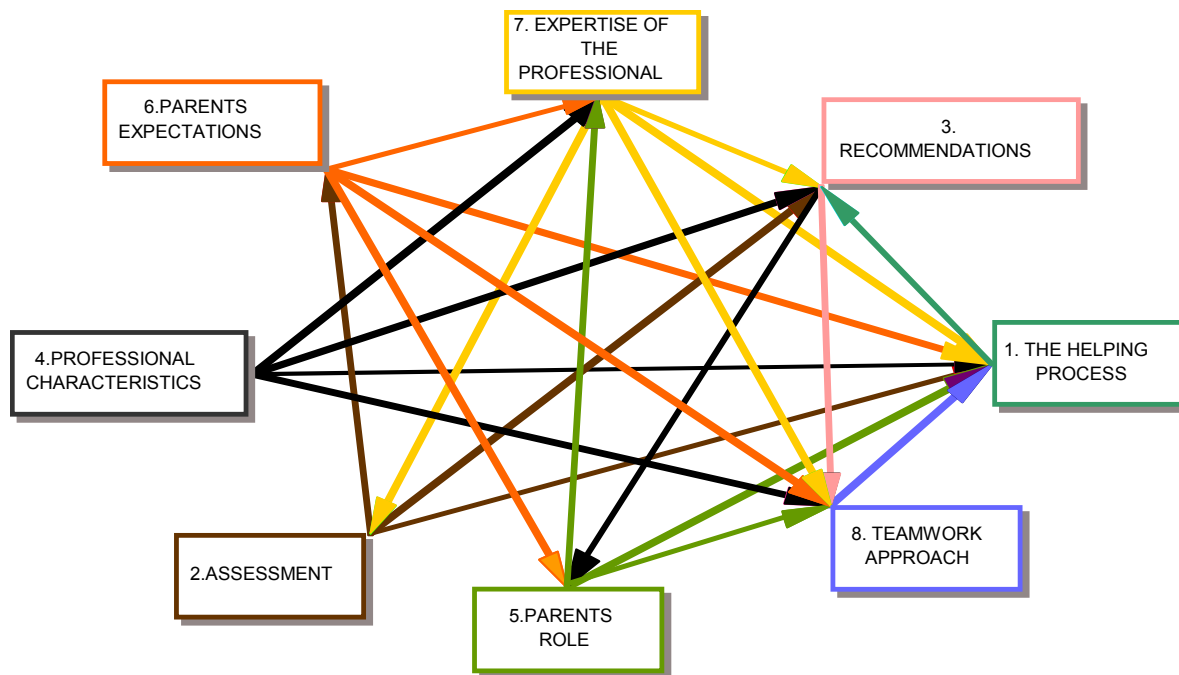 7. EXPERTISE OF
THE
PROFESSIONAL
6.PARENTS
EXPECTATIONS
3.
RECOMMENDATIONS
4.PROFESSIONAL
CHARACTERISTICS
1. THE HELPING
PROCESS
2.ASSESSMENT
8. TEAMWORK
APPROACH
5.PARENTS
ROLE